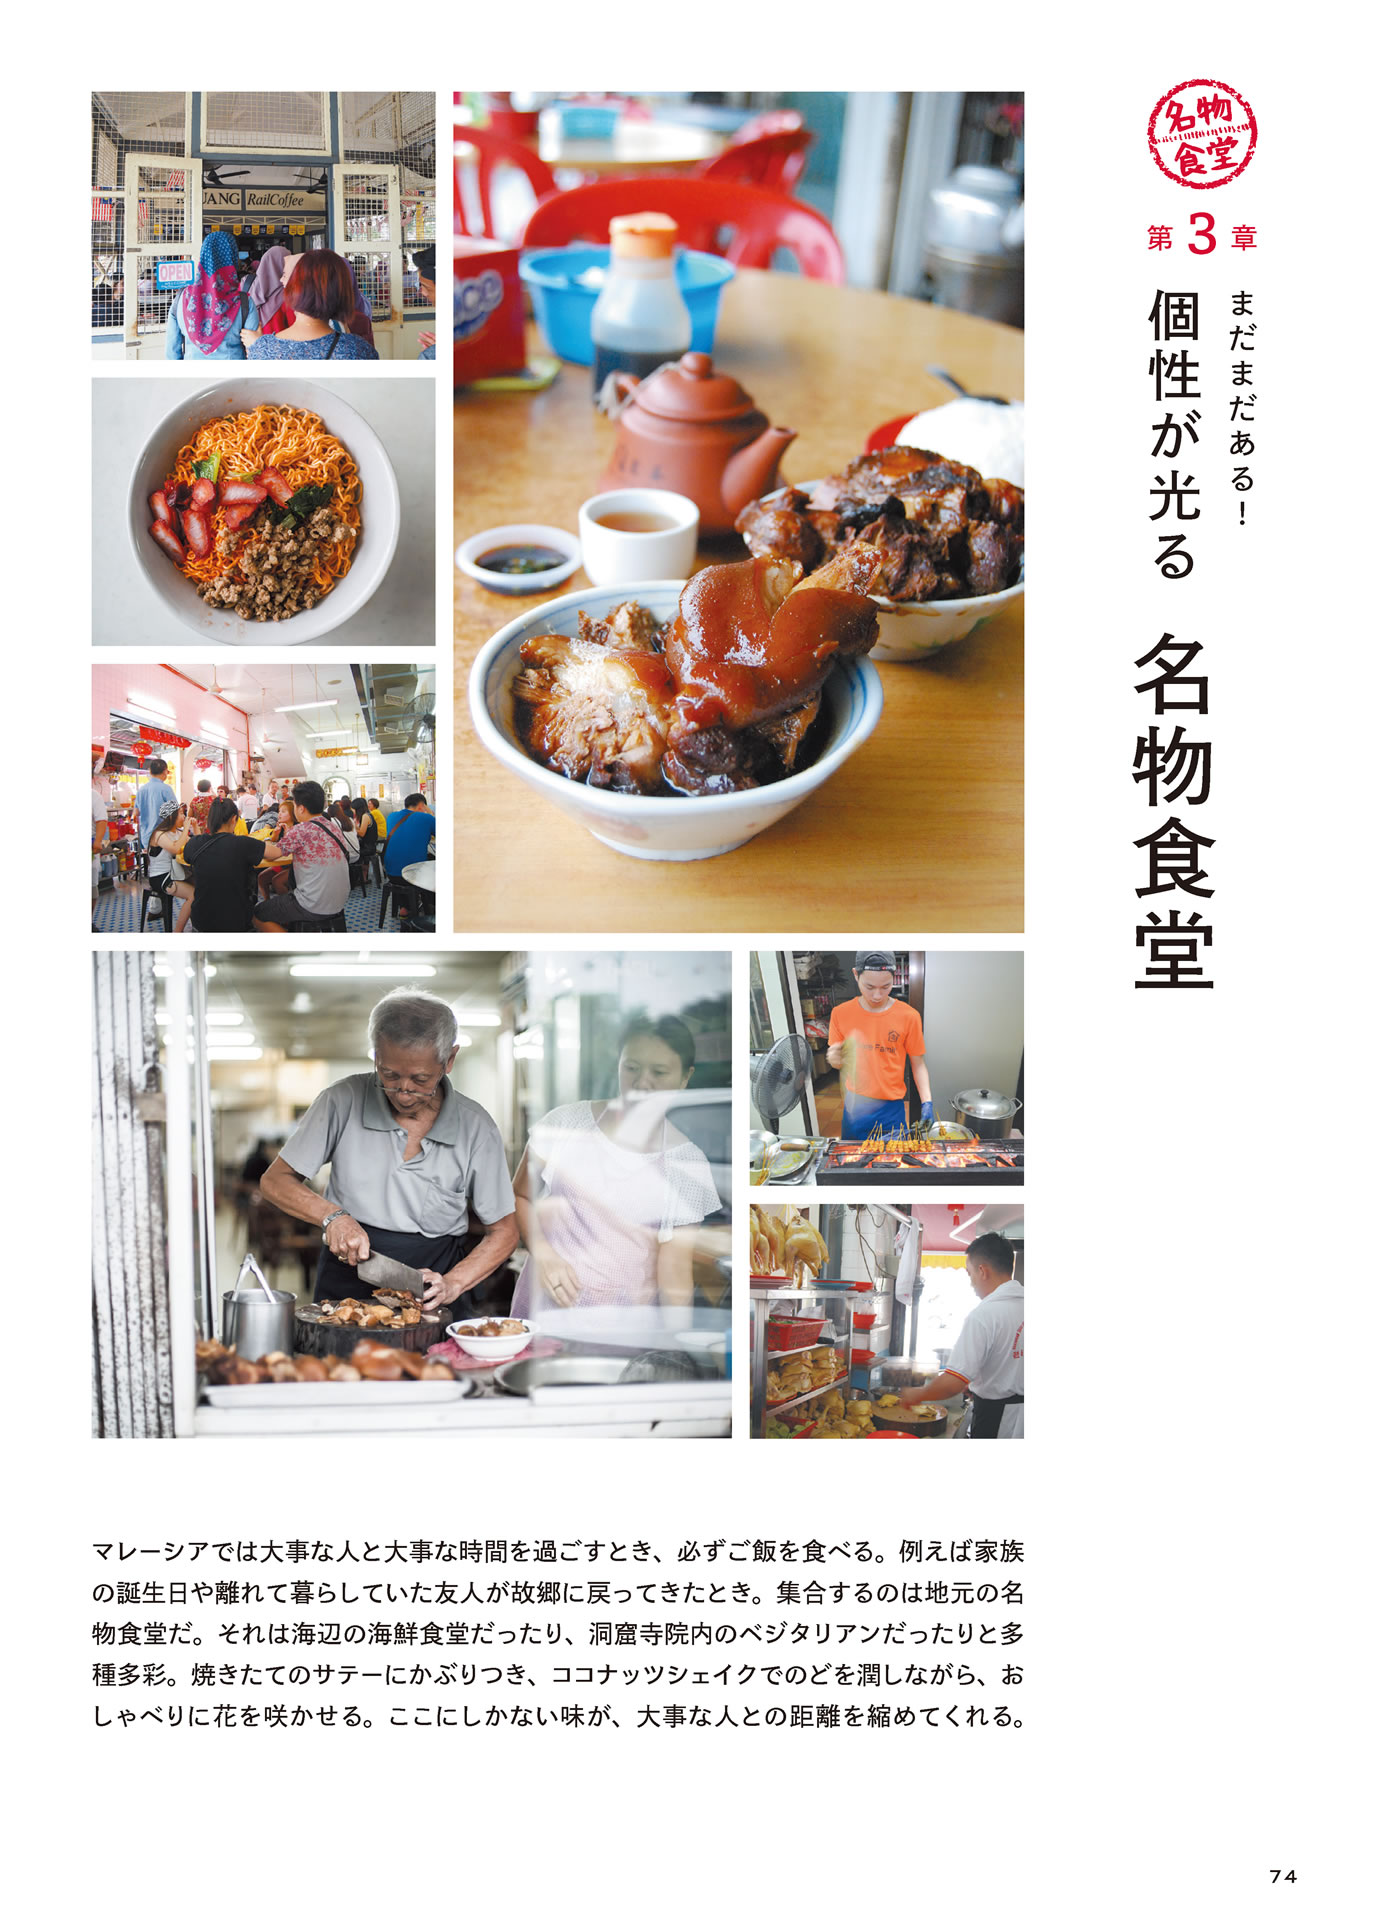 名物
食堂
第3章
まだまだある！
個性が光る 名物食堂
UANG RailCoffee
OPEN
マレーシアでは大事な人と大事な時間を過ごすとき、必ずご飯を食べる。例えば家族
の誕生日や離れて暮らしていた友人が故郷に戻ってきたとき。集合するのは地元の名
物食堂だ。それは海辺の海鮮食堂だったり、洞窟寺院内のベジタリアンだったりと多
種多彩。焼きたてのサテーにかぶりつき、ココナッツシェイクでのどを潤しながら、お
しゃべりに花を咲かせる。ここにしかない味が、大事な人との距離を縮めてくれる。
74